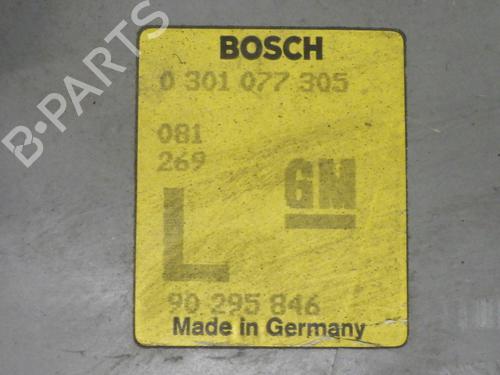 B-PARTS
BOSCH
0 301 077 305
081
269
GM
L
90 295 846
Made in Germany